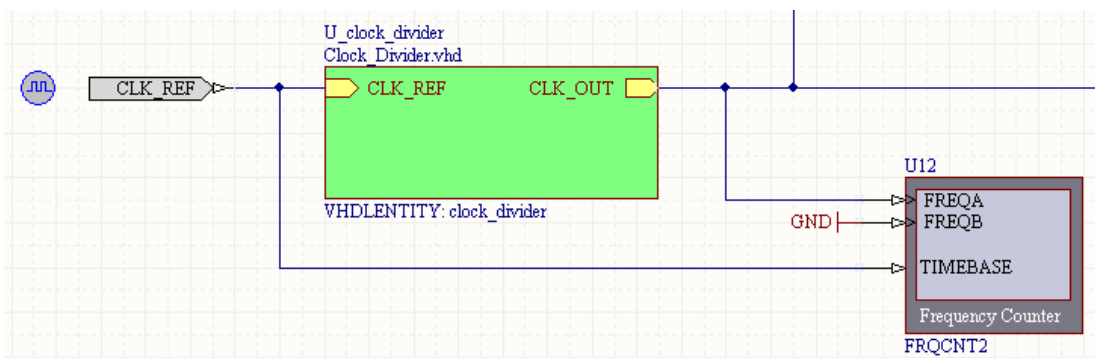 U_clock_divider
Clock_Divider.vhd
CLK_REF
CLK_REF CLK_OUT
VHDLENTITY: clock_divider
U12
FREQA
GND
FREQB
TIMEBASE
Frequency Counter
FRQCNT2